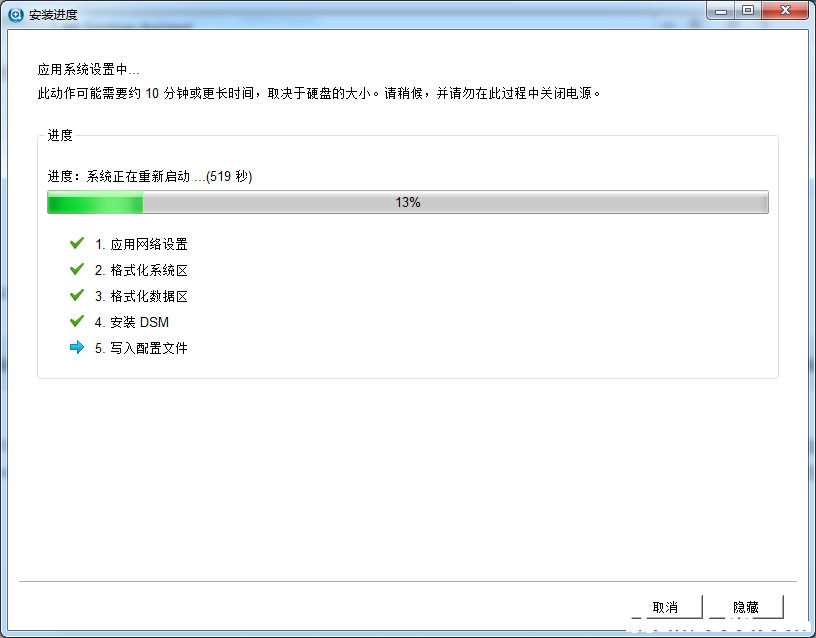 安装进度
应用系统设置中...
此动作可能需要约 10 分钟或更长时间，取决于硬盘的大小。请稍候，并请勿在此过程中关闭电源。
进度
进度：系统正在重新启动 ...(519 秒)
13%
1. 应用网络设置
2. 格式化系统区
3. 格式化数据区
4. 安装 DSM
5. 写入配置文件
取消
隐藏